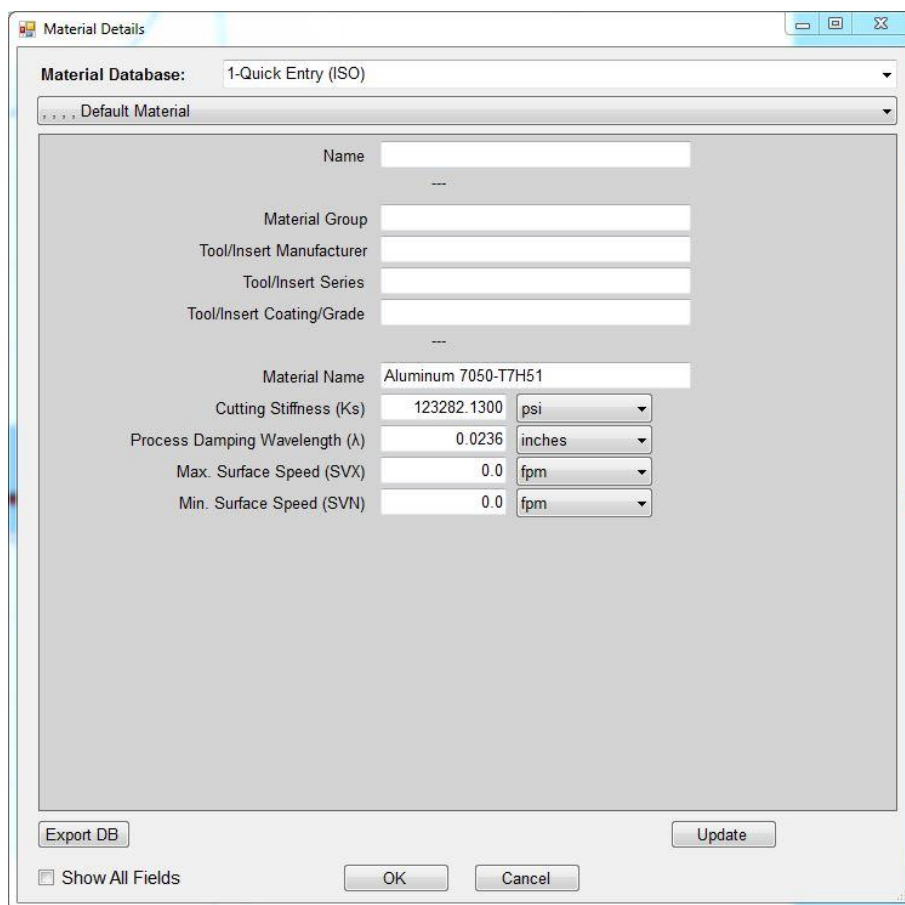 Material Details
Material Database: 1-Quick Entry (ISO)
, , , , Default Material
Name
---
Material Group
Tool/Insert Manufacturer
Tool/Insert Series
Tool/Insert Coating/Grade
---
Material Name Aluminum 7050-T7H51
Cutting Stiffness (Ks) 123282.1300 psi
Process Damping Wavelength (λ) 0.0236 inches
Max. Surface Speed (SVX) 0.0 fpm
Min. Surface Speed (SVN) 0.0 fpm
Export DB Update
Show All Fields OK Cancel